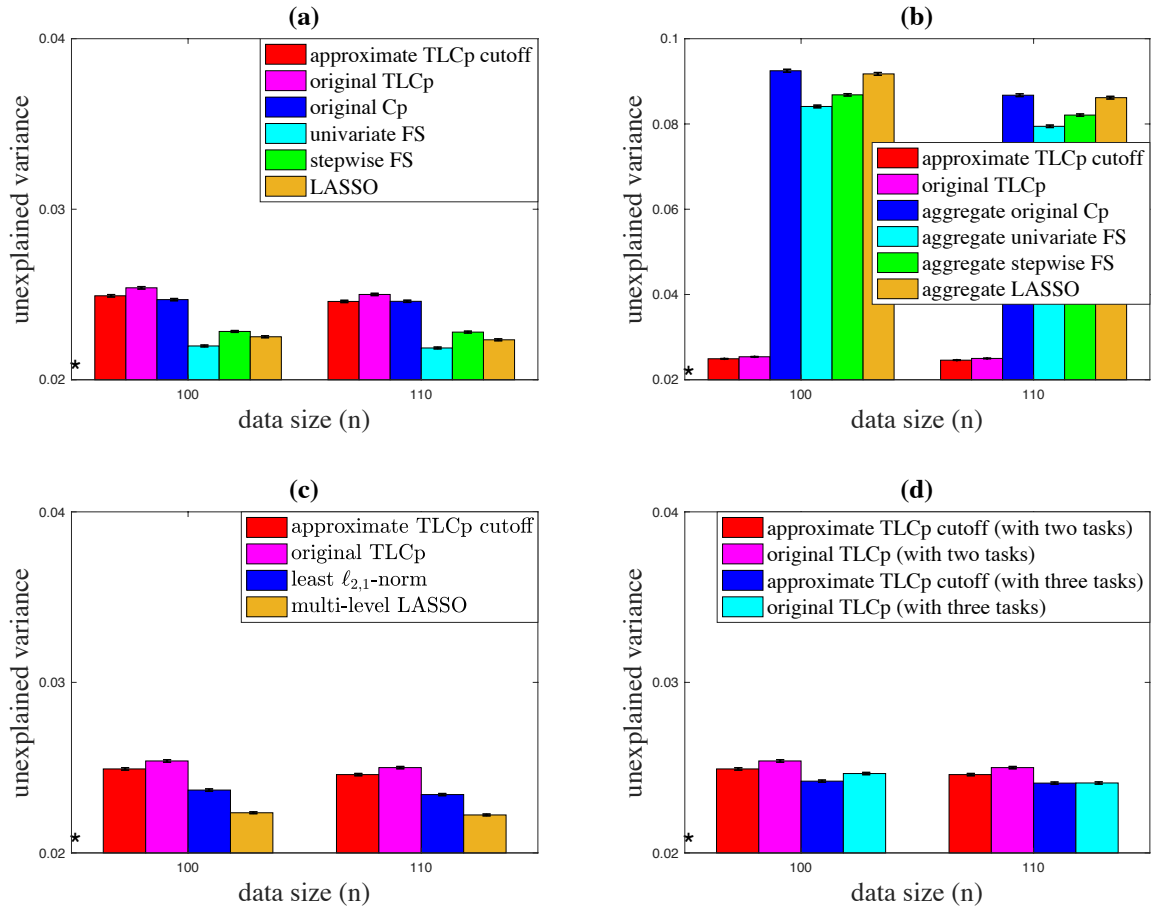 (a)
0.04
0.03
0.02
unexplained variance
approximate TLCp cutoff
original TLCp
original Cp
univariate FS
stepwise FS
LASSO
*
100
110
data size (n)
(b)
0.1
0.08
0.06
0.04
0.02
unexplained variance
approximate TLCp cutoff
original TLCp
aggregate original Cp
aggregate univariate FS
aggregate stepwise FS
aggregate LASSO
*
100
110
data size (n)
(c)
0.04
0.03
0.02
unexplained variance
approximate TLCp cutoff
original TLCp
least ℓ2,1-norm
multi-level LASSO
*
100
110
data size (n)
(d)
0.04
0.03
0.02
unexplained variance
approximate TLCp cutoff (with two tasks)
original TLCp (with two tasks)
approximate TLCp cutoff (with three tasks)
original TLCp (with three tasks)
*
100
110
data size (n)